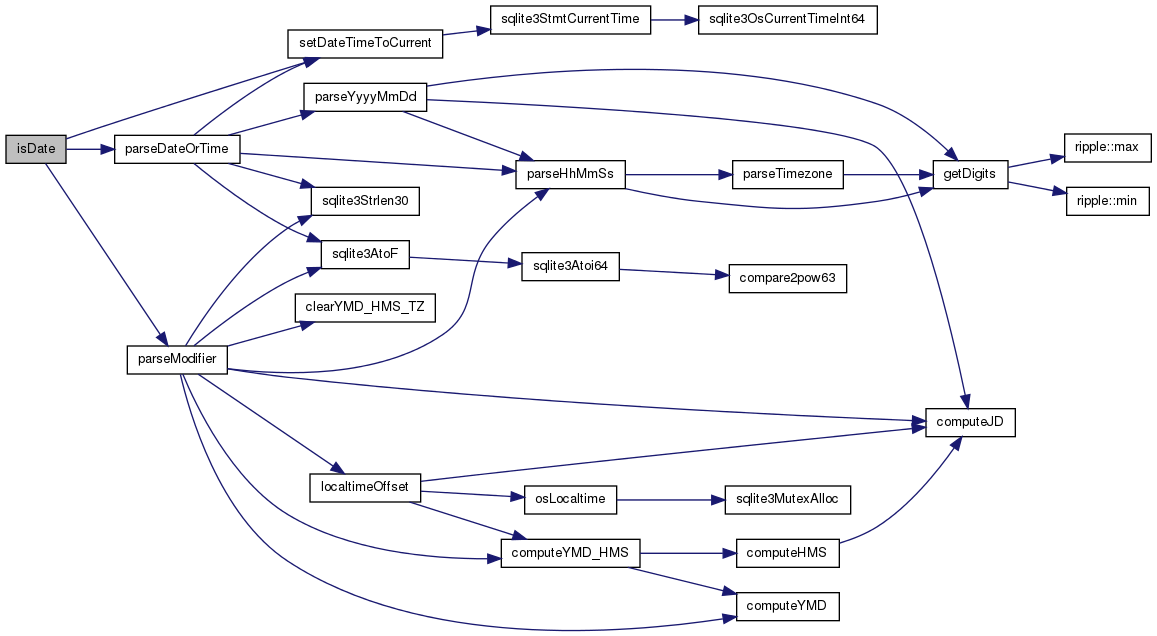 sqlite3StmtCurrentTime
sqlite3OsCurrentTimeInt64
setDateTimeToCurrent
parseYyyyMmDd
isDate
parseDateOrTime
ripple::max
parseHhMmSs
parseTimezone
getDigits
sqlite3Strlen30
ripple::min
sqlite3AtoF
sqlite3Atoi64
compare2pow63
clearYMD_HMS_TZ
parseModifier
computeJD
localtimeOffset
osLocaltime
sqlite3MutexAlloc
computeYMD_HMS
computeHMS
computeYMD